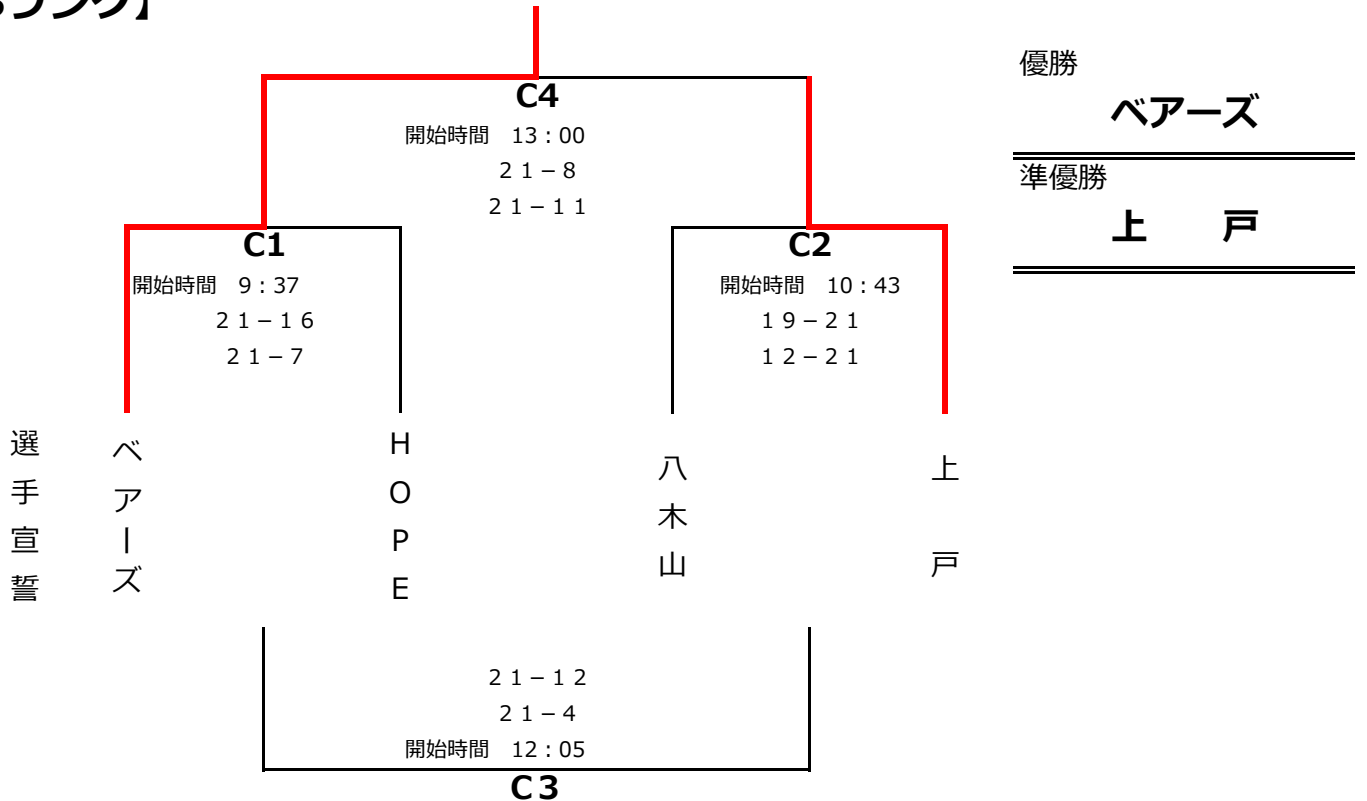 ンク】
優勝
ベアーズ
準優勝
上　戸
C4
開始時間　13：00
２１－８
２１－１１
C1
開始時間　9：37
２１－１６
２１－７
C2
開始時間　10：43
１９－２１
１２－２１
選手宣誓
ベアーズ
HOPE
八木山
上　戸
２１－１２
２１－４
開始時間　12：05
C3